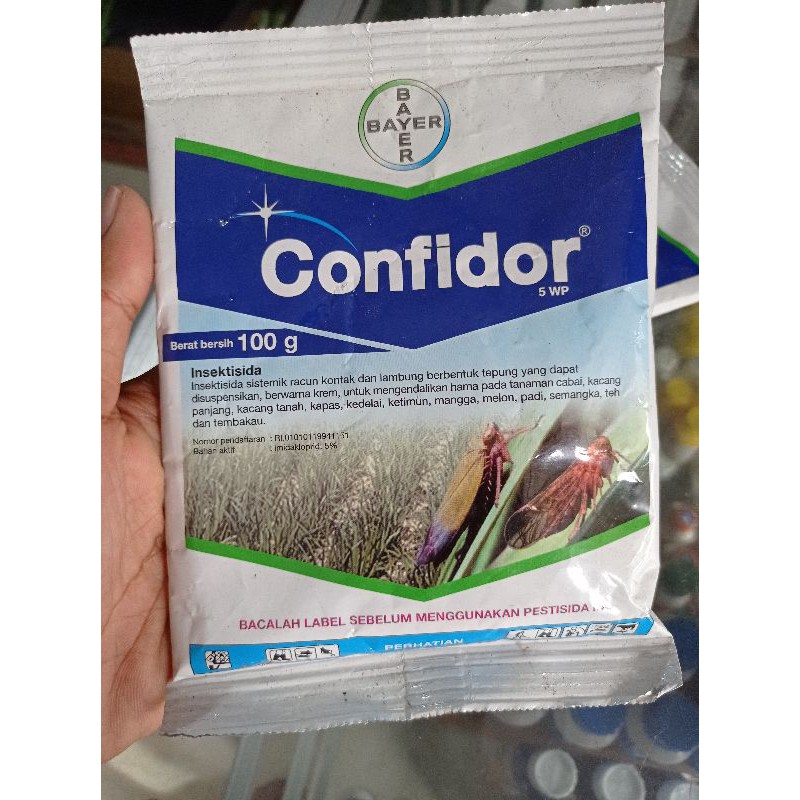 BAYER
BAYER
Confidor®
5 WP
Berat bersih 100 g
Insektisida
Insektisida sistemik racun kontak dan lambung berbentuk tepung yang dapat
disuspensikan, berwarna krem, untuk mengendalikan hama pada tanaman cabai, kacang
panjang, kacang tanah, kapas, kedelai, ketimun, mangga, melon, padi, semangka, teh
dan tembakau.
Nomor pendaftaran :
Bahan aktif : imidakloprid: 5%
BACALAH LABEL SEBELUM MENGGUNAKAN PESTISIDA
PERHATIAN